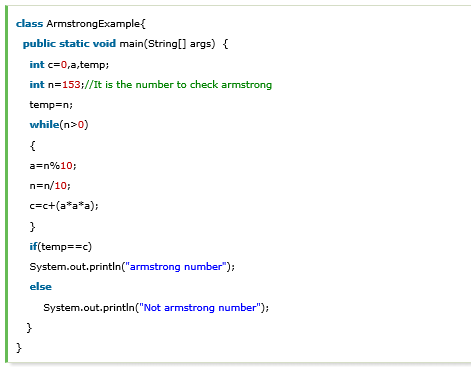 class ArmstrongExample{
public static void main(String[] args)  {
int c=0,a,temp;
int n=153;//It is the number to check armstrong
temp=n;
while(n>0)
{
a=n%10;
n=n/10;
c=c+(a*a*a);
}
if(temp==c)
System.out.println("armstrong number");
else
System.out.println("Not armstrong number");
}
}